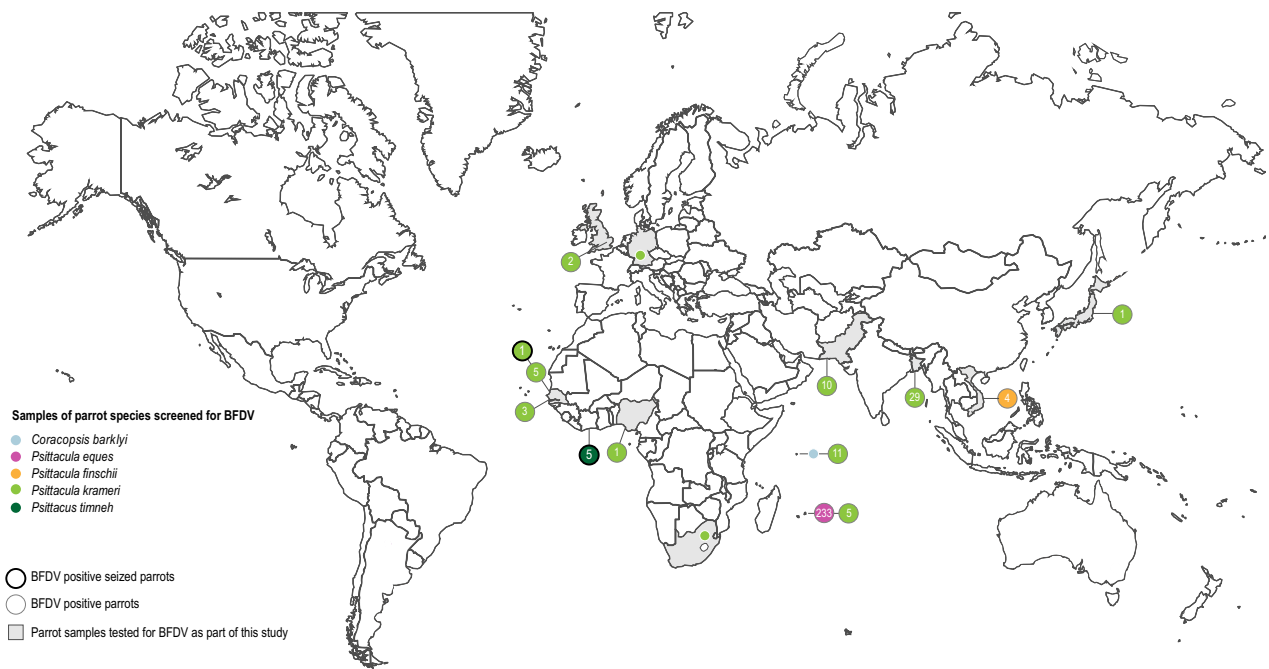 2
1
1
5
3
5
1
10
29
4
11
233
5
Samples of parrot species screened for BFDV
Coracopsis barklyi
Psittacula eques
Psittacula finschii
Psittacula krameri
Psittacus timneh
BFDV positive seized parrots
BFDV positive parrots
Parrot samples tested for BFDV as part of this study